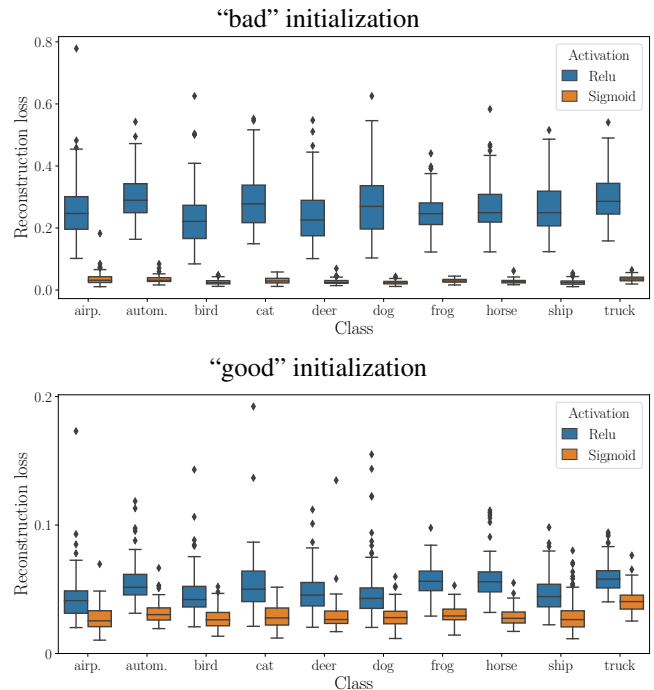 “bad” initialization
0.8
0.6
0.4
0.2
0.0
Reconstruction loss
Activation
Relu
Sigmoid
airp. autom. bird cat deer dog frog horse ship truck
Class
“good” initialization
0.2
0.1
0
Reconstruction loss
Activation
Relu
Sigmoid
airp. autom. bird cat deer dog frog horse ship truck
Class